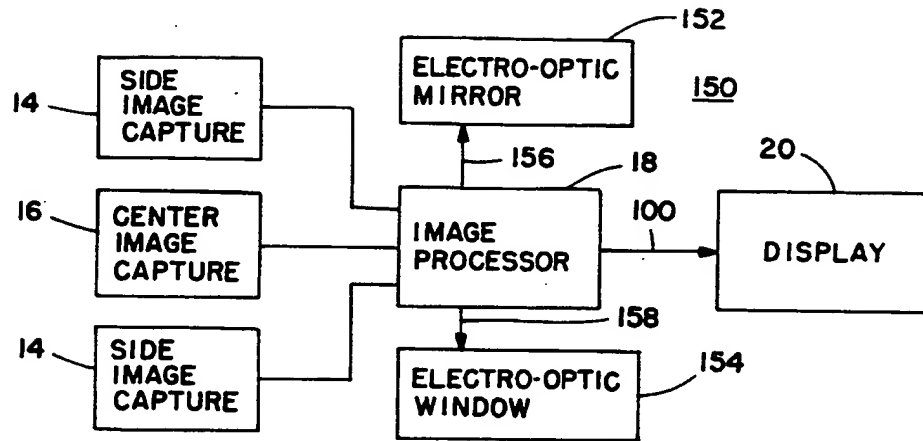 152
ELECTRO-OPTIC
MIRROR
150
14
SIDE
IMAGE
CAPTURE
156
18
20
16
CENTER
IMAGE
CAPTURE
IMAGE
PROCESSOR
100
DISPLAY
158
14
SIDE
IMAGE
CAPTURE
ELECTRO-OPTIC
WINDOW
154